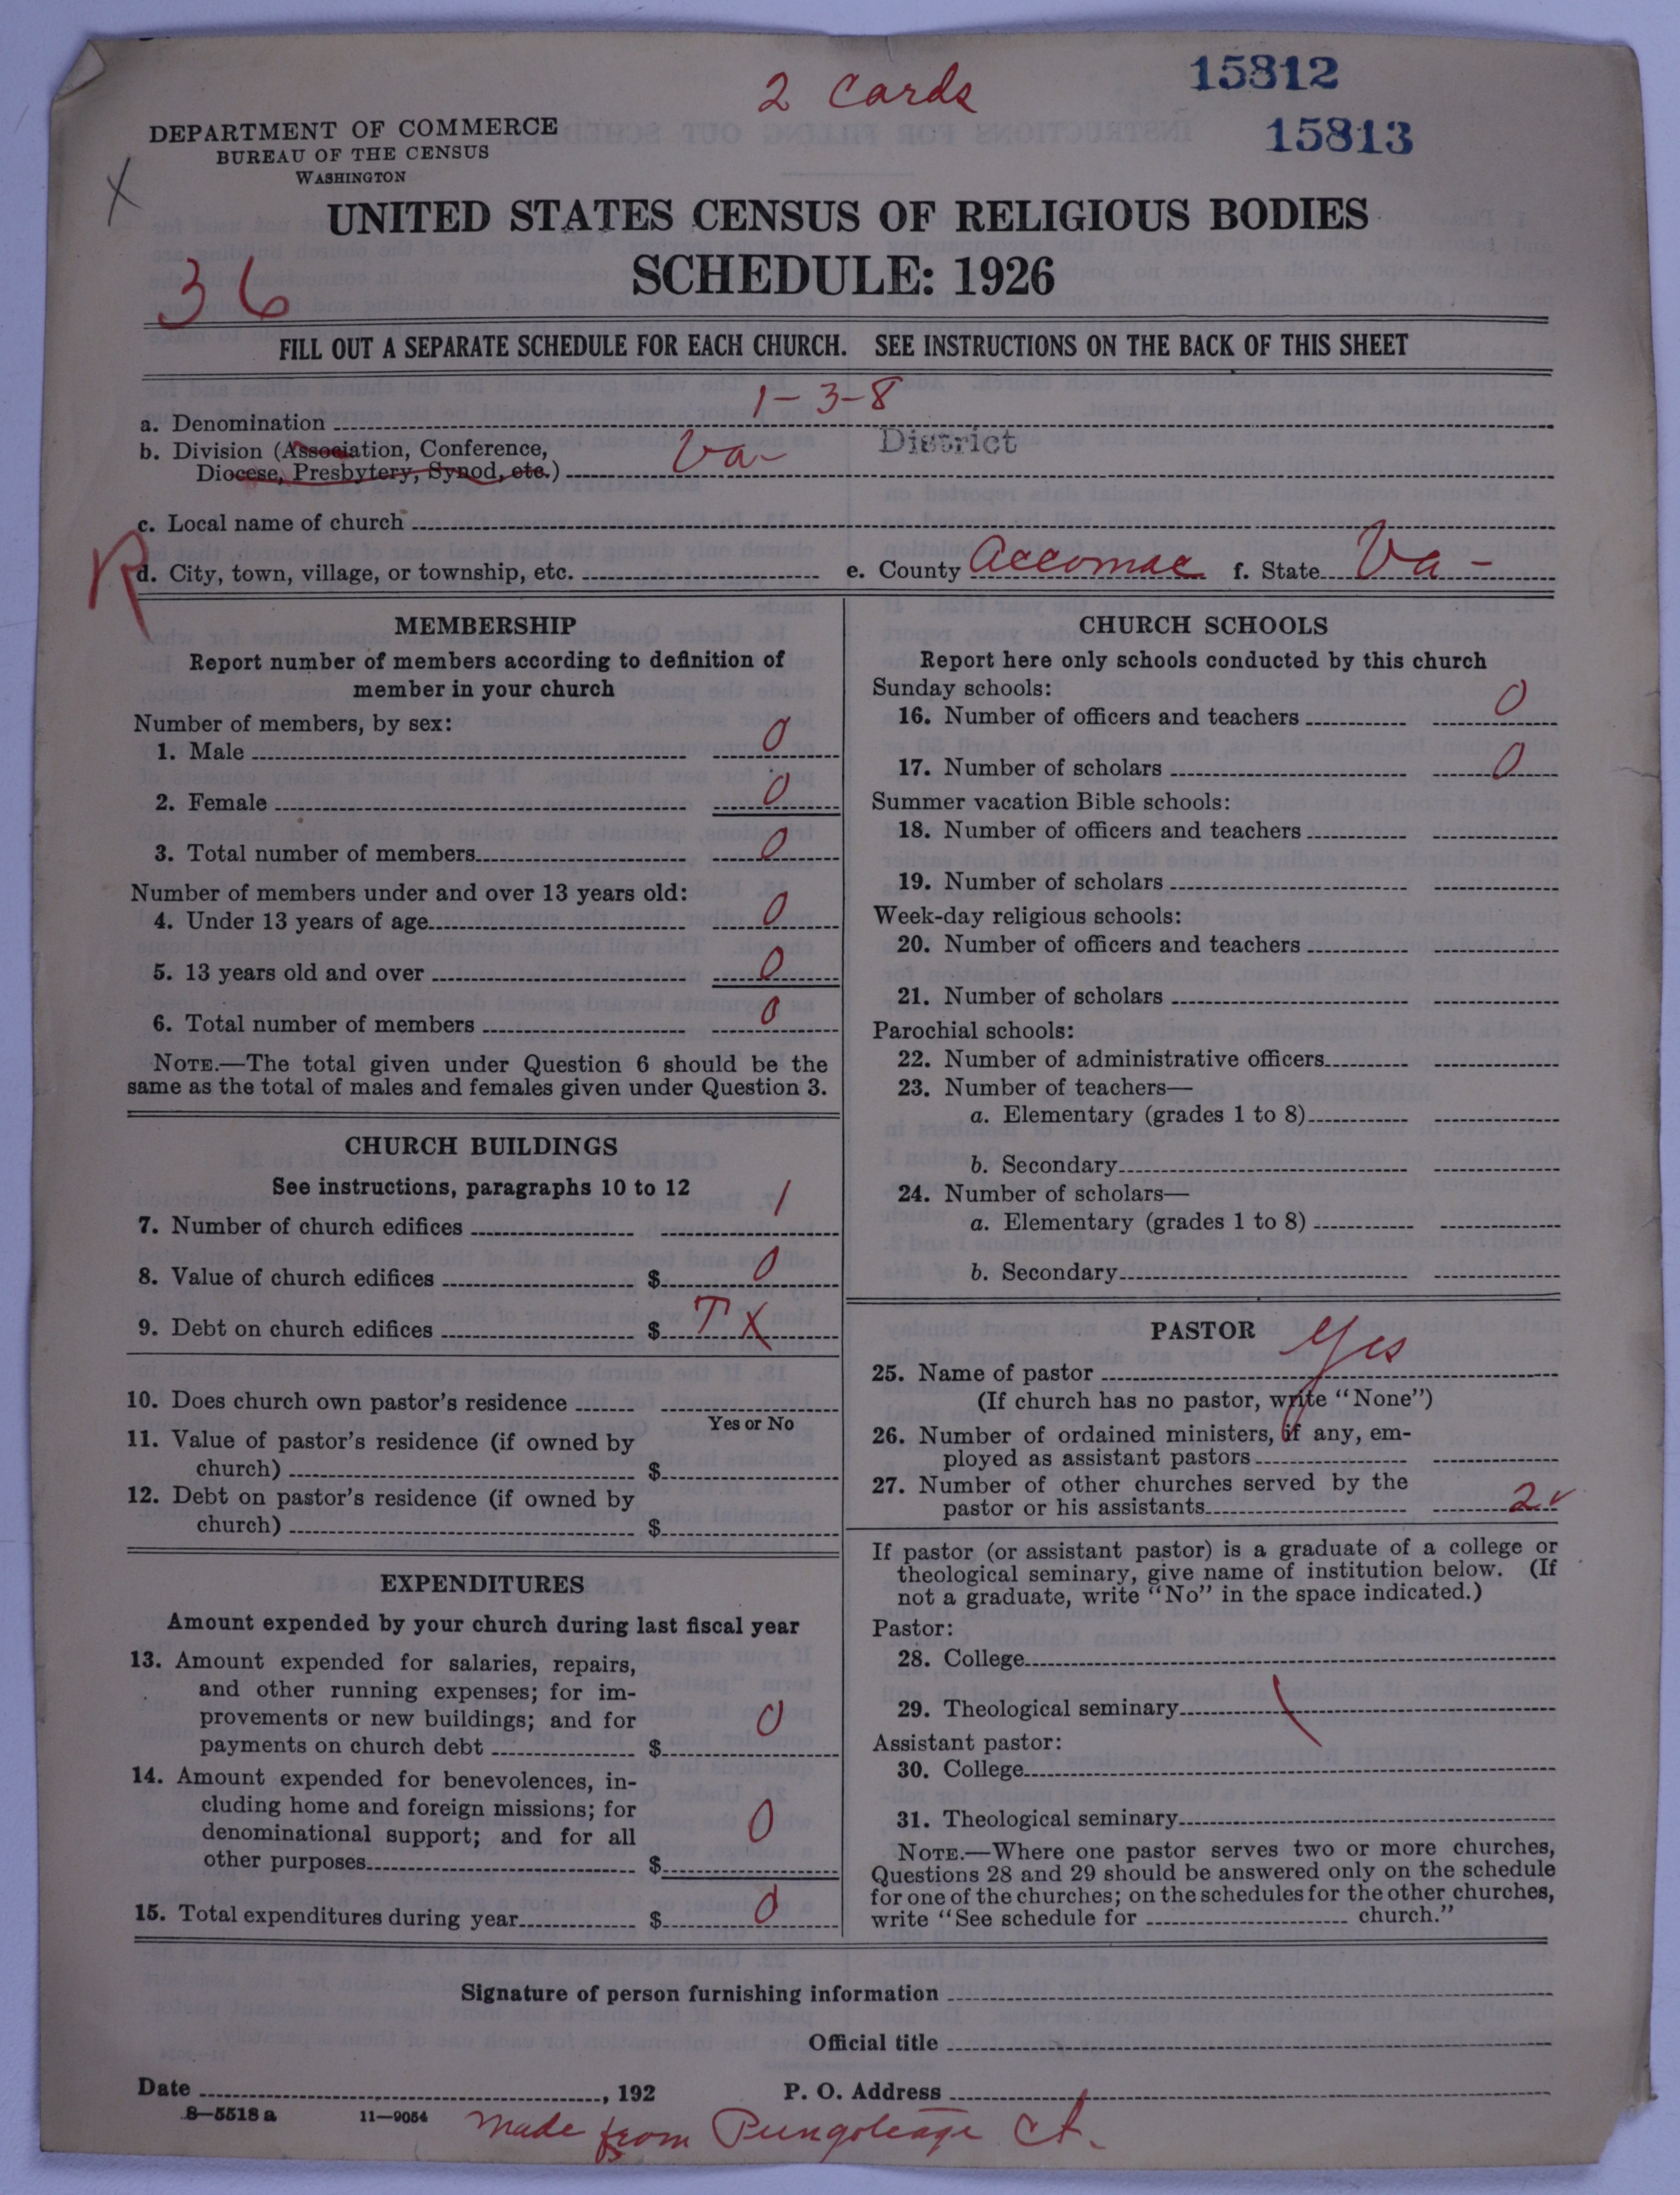 2 Cards
15812
15813
DEPARTMENT OF COMMERCE
BUREAU OF THE CENSUS
WASHINGTON
X
UNITED STATES CENSUS OF RELIGIOUS BODIES
SCHEDULE: 1926
36
FILL OUT A SEPARATE SCHEDULE FOR EACH CHURCH. SEE INSTRUCTIONS ON THE BACK OF THIS SHEET
a. Denomination 1-3-8
b. Division (Association, Conference, Diocese, Presbytery, Synod, etc.) Va- District
c. Local name of church
R
d. City, town, village, or township, etc. e. County Accomac f. State Va-
MEMBERSHIP
Report number of members according to definition of
member in your church
Number of members, by sex:
1. Male 0
2. Female 0
3. Total number of members 0
Number of members under and over 13 years old:
4. Under 13 years of age 0
5. 13 years old and over 0
6. Total number of members 0
NOTE.—The total given under Question 6 should be the
same as the total of males and females given under Question 3.
CHURCH BUILDINGS
See instructions, paragraphs 10 to 12
7. Number of church edifices 1
8. Value of church edifices $ 0
9. Debt on church edifices $ T X
10. Does church own pastor's residence
Yes or No
11. Value of pastor's residence (if owned by
church) $
12. Debt on pastor's residence (if owned by
church) $
EXPENDITURES
Amount expended by your church during last fiscal year
13. Amount expended for salaries, repairs,
and other running expenses; for im-
provements or new buildings; and for
payments on church debt $ 0
14. Amount expended for benevolences, in-
cluding home and foreign missions; for
denominational support; and for all
other purposes $ 0
15. Total expenditures during year $ 0
CHURCH SCHOOLS
Report here only schools conducted by this church
Sunday schools:
16. Number of officers and teachers 0
17. Number of scholars 0
Summer vacation Bible schools:
18. Number of officers and teachers
19. Number of scholars
Week-day religious schools:
20. Number of officers and teachers
21. Number of scholars
Parochial schools:
22. Number of administrative officers
23. Number of teachers—
a. Elementary (grades 1 to 8)
b. Secondary
24. Number of scholars—
a. Elementary (grades 1 to 8)
b. Secondary
PASTOR
25. Name of pastor Yes
(If church has no pastor, write "None")
26. Number of ordained ministers, if any, em-
ployed as assistant pastors
27. Number of other churches served by the
pastor or his assistants 2 ✓
If pastor (or assistant pastor) is a graduate of a college or
theological seminary, give name of institution below. (If
not a graduate, write "No" in the space indicated.)
Pastor:
28. College
29. Theological seminary \
Assistant pastor:
30. College
31. Theological seminary
NOTE.—Where one pastor serves two or more churches,
Questions 28 and 29 should be answered only on the schedule
for one of the churches; on the schedules for the other churches,
write "See schedule for church."
Signature of person furnishing information
Official title
Date , 192 P. O. Address
8—5518 a 11—9054
Made from Pungoteage Ct.